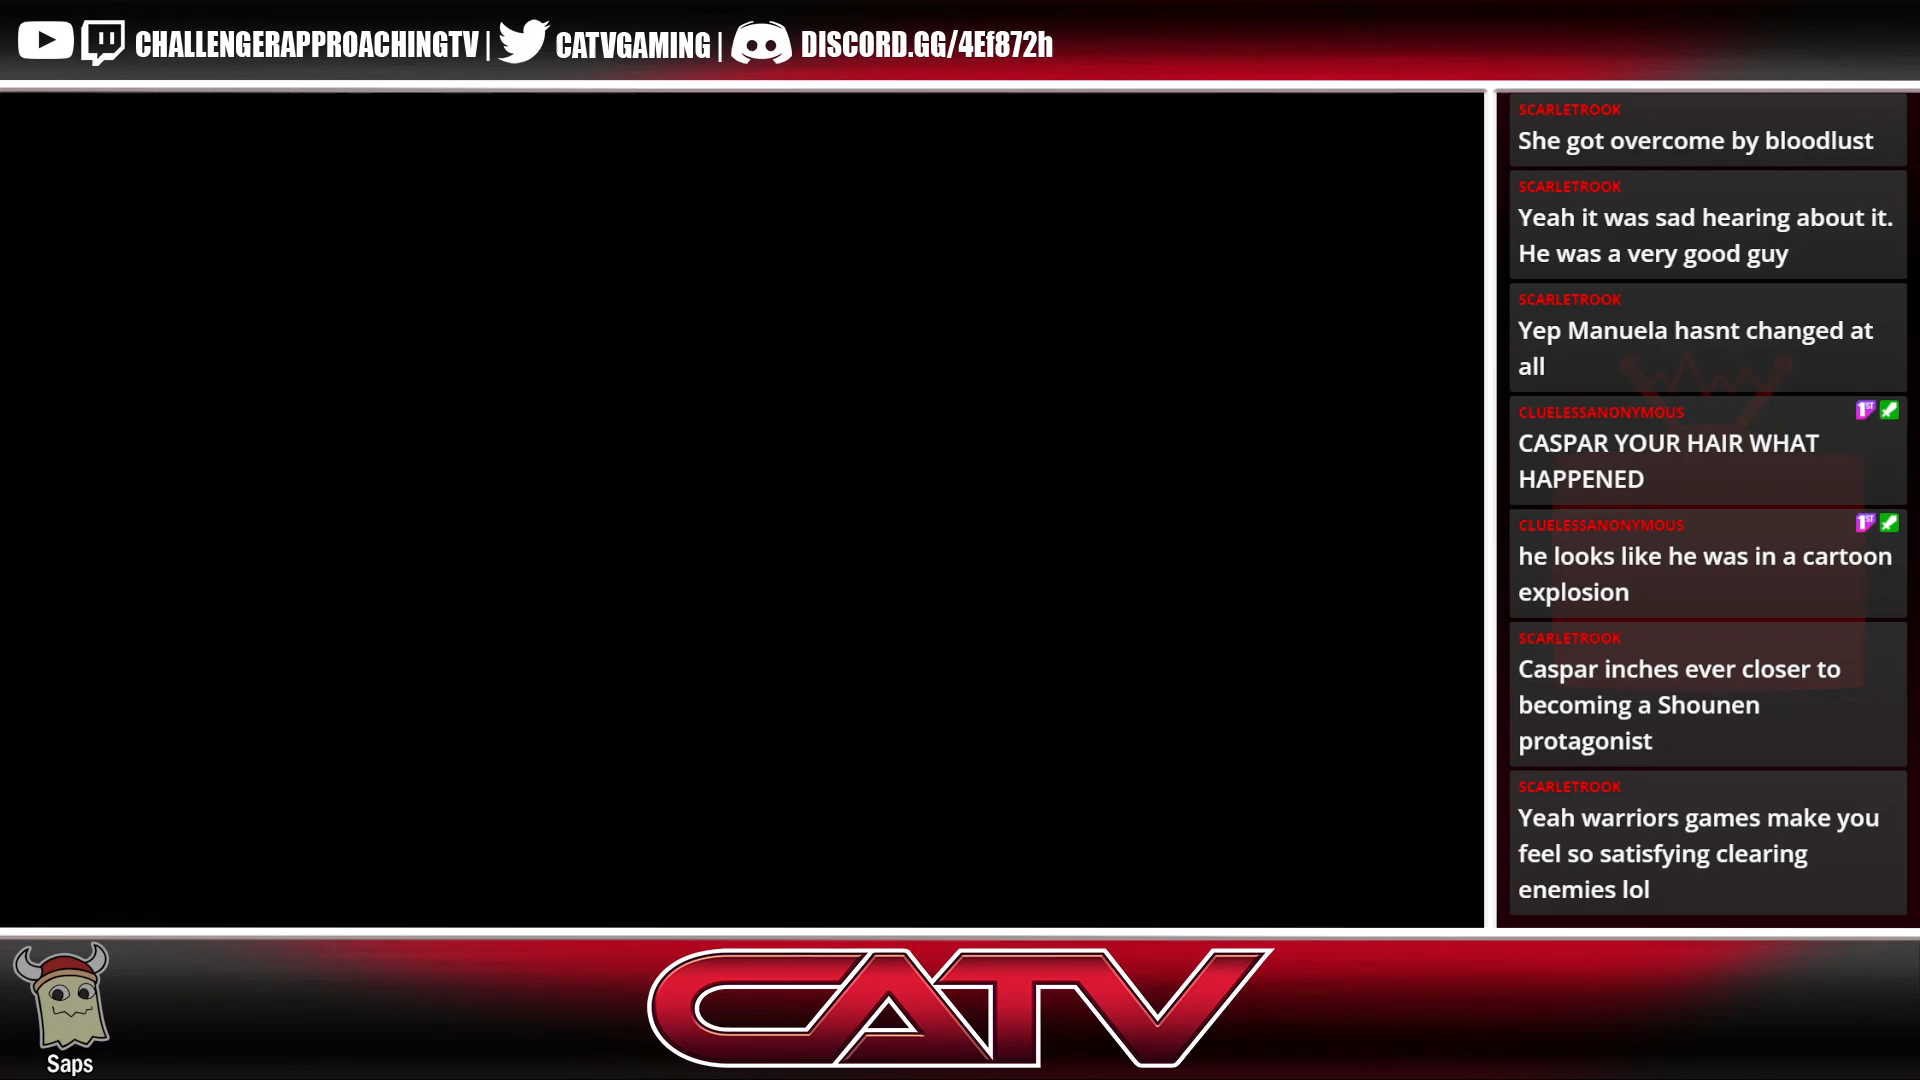 CHALLENGERAPPROACHINGTV | CATVGAMING | DISCORD.GG/4Ef872h
SCARLETROOK
She got overcome by bloodlust
SCARLETROOK
Yeah it was sad hearing about it.
He was a very good guy
SCARLETROOK
Yep Manuela hasnt changed at
all
CLUELESSANONYMOUS 1ST
CASPAR YOUR HAIR WHAT
HAPPENED
CLUELESSANONYMOUS 1ST
he looks like he was in a cartoon
explosion
SCARLETROOK
Caspar inches ever closer to
becoming a Shounen
protagonist
SCARLETROOK
Yeah warriors games make you
feel so satisfying clearing
enemies lol
CATV
Saps